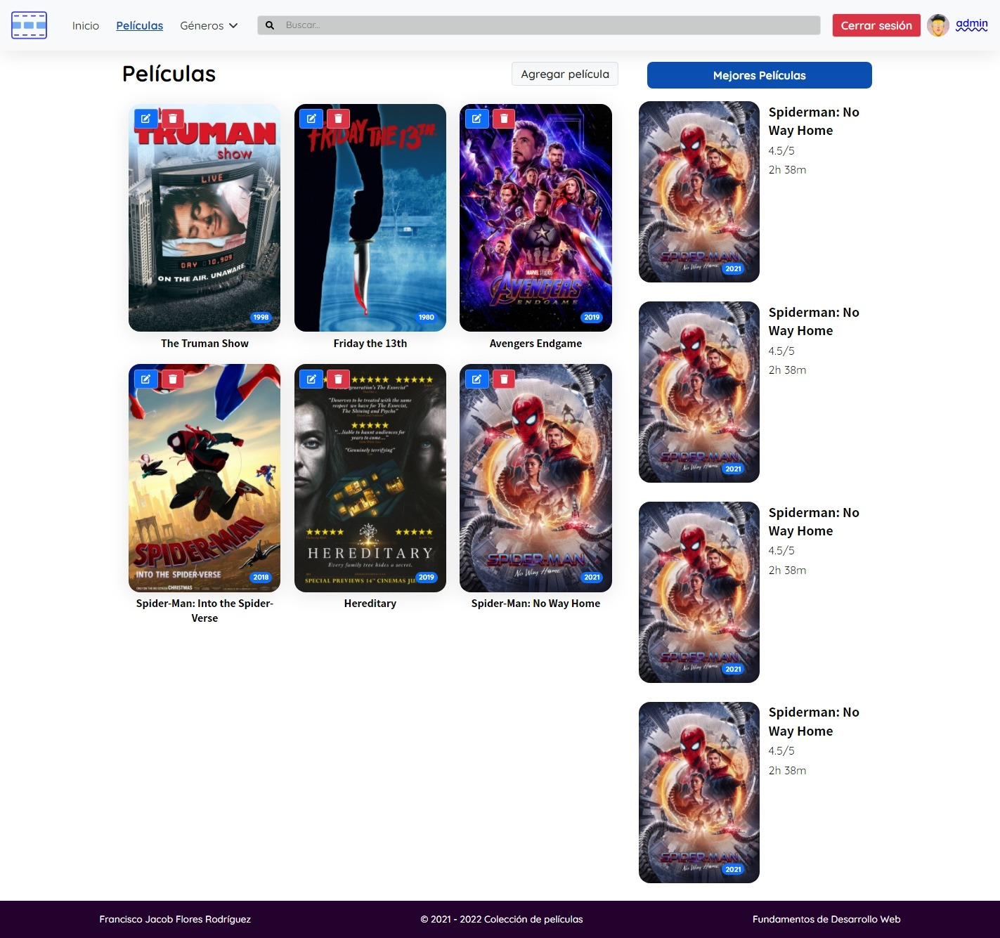 Inicio
Películas
Géneros
Buscar...
Cerrar sesión
admin
Películas
Agregar película
Mejores Películas
TRUMAN
show
LIVE
DAY 10,909
ON THE AIR. UNAWARE.
1998
The Truman Show
FRIDAY THE 13TH
1980
Friday the 13th
MARVEL STUDIOS
AVENGERS
ENDGAME
2019
Avengers Endgame
SPIDER-MAN
INTO THE SPIDER-VERSE
CHRISTMAS
2018
Spider-Man: Into the Spider-
Verse
generation's The Exorcist"
"Deserves to be treated with the same
respect we have for The Exorcist,
The Shining and Psycho"
"...liable to haunt audiences for
years to come..."
"Genuinely terrifying"
HEREDITARY
Every family tree hides a secret.
SPECIAL PREVIEWS 14TH CINEMAS
2019
Hereditary
SPIDER-MAN
No Way Home
2021
Spider-Man: No Way Home
SPIDER-MAN
No Way Home
2021
Spiderman: No
Way Home
4.5/5
2h 38m
SPIDER-MAN
No Way Home
2021
Spiderman: No
Way Home
4.5/5
2h 38m
SPIDER-MAN
No Way Home
2021
Spiderman: No
Way Home
4.5/5
2h 38m
SPIDER-MAN
No Way Home
2021
Spiderman: No
Way Home
4.5/5
2h 38m
Francisco Jacob Flores Rodríguez
© 2021 - 2022 Colección de películas
Fundamentos de Desarrollo Web